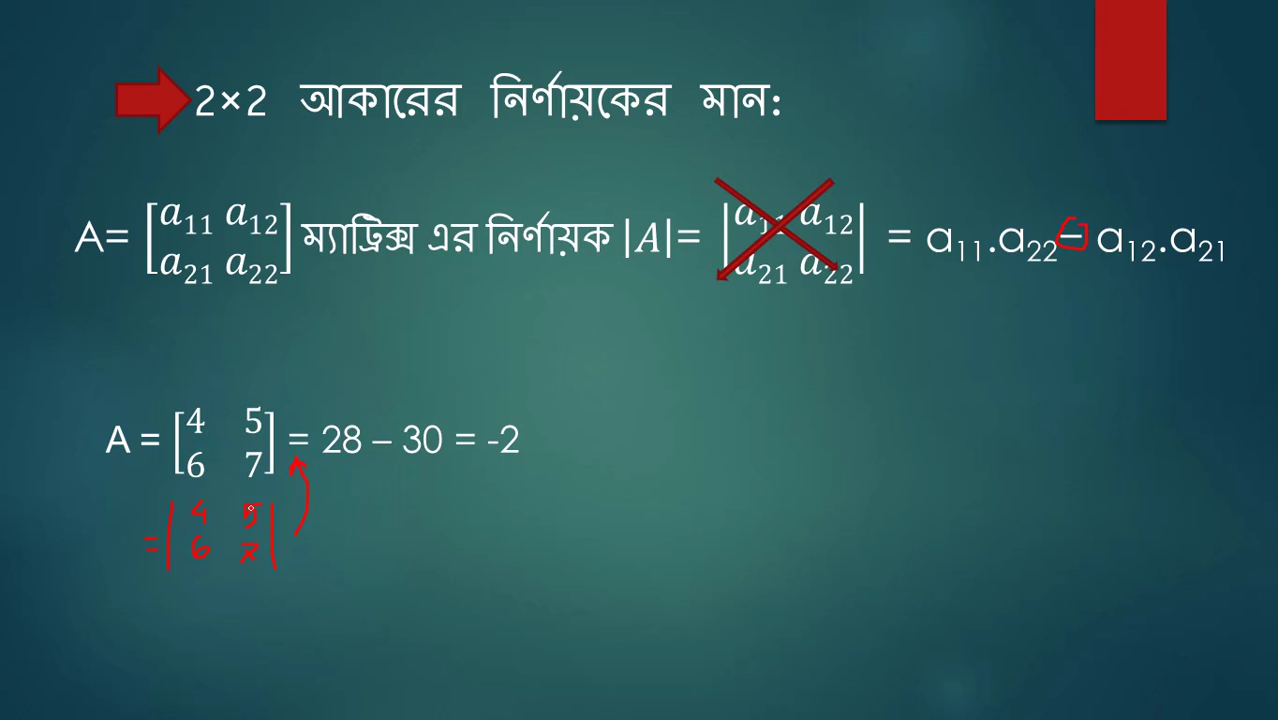 2×2 আকারের নির্ণায়কের মান:
A= [a₁₁ a₁₂ a₂₁ a₂₂] ম্যাট্রিক্স এর নির্ণায়ক |A|= |a₁₁ a₁₂ a₂₁ a₂₂| = a₁₁.a₂₂ – a₁₂.a₂₁
A = [4 5 6 7] = 28 – 30 = -2
= |4 5
6 7|